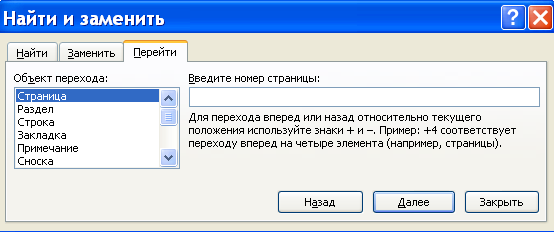 Найти и заменить
Найти
Заменить
Перейти
Объект перехода:
Страница
Раздел
Строка
Закладка
Примечание
Сноска
Введите номер страницы:
Для перехода вперед или назад относительно текущего
положения используйте знаки + и –. Пример: +4 соответствует
переходу вперед на четыре элемента (например, страницы).
Назад
Далее
Закрыть